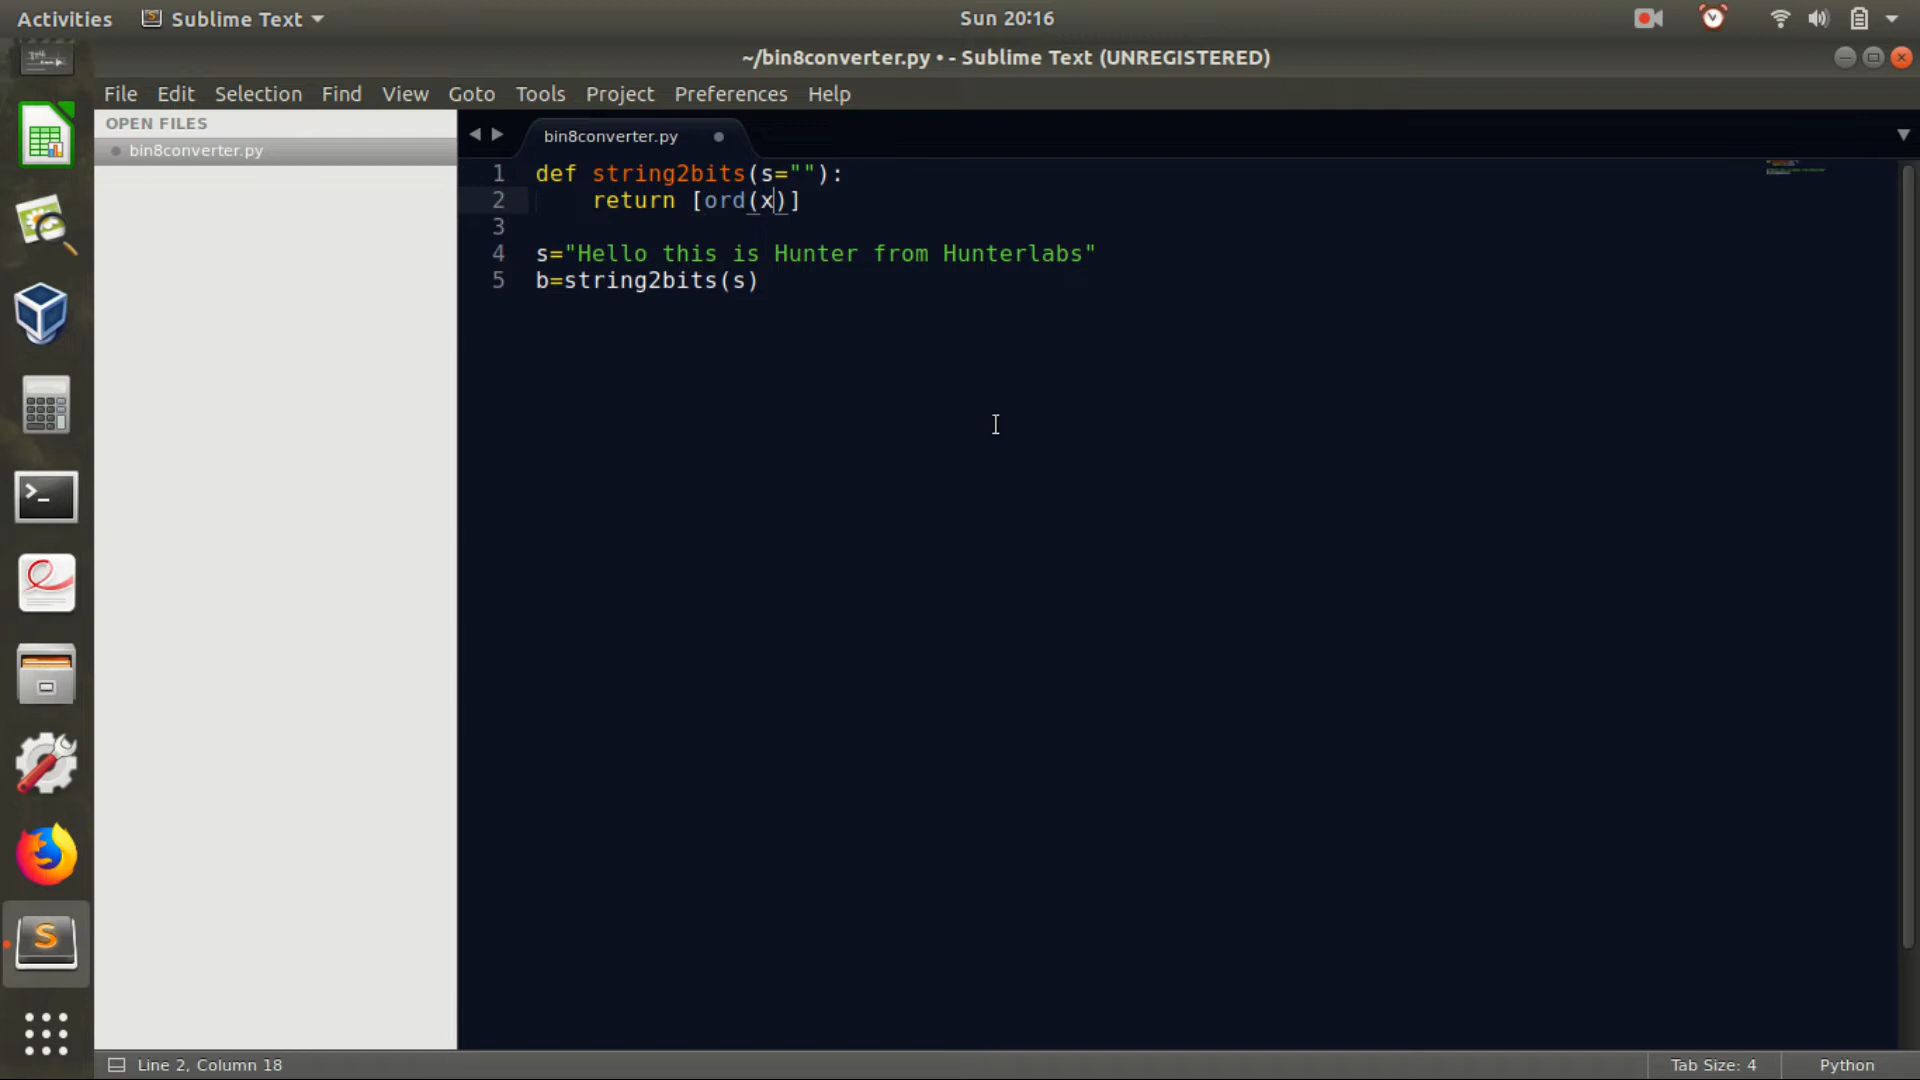 Activities
Sublime Text
Sun 20:16
~/bin8converter.py • - Sublime Text (UNREGISTERED)
File Edit Selection Find View Goto Tools Project Preferences Help
OPEN FILES
bin8converter.py
bin8converter.py
1 def string2bits(s=""):
2 return [ord(x)]
3
4 s="Hello this is Hunter from Hunterlabs"
5 b=string2bits(s)
Line 2, Column 18
Tab Size: 4
Python